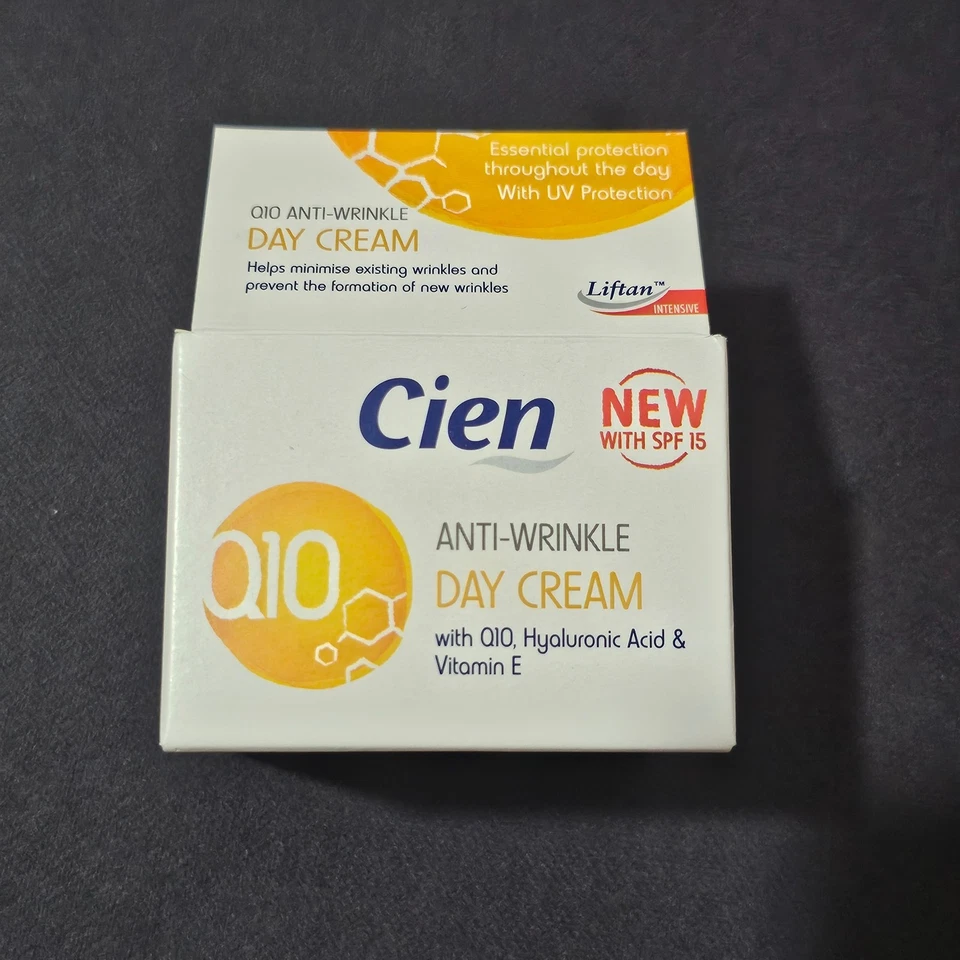 Essential protection
throughout the day
With UV Protection
Q10 ANTI-WRINKLE
DAY CREAM
Helps minimise existing wrinkles and
prevent the formation of new wrinkles
Liftan™
INTENSIVE
Cien
NEW
WITH SPF 15
Q10
ANTI-WRINKLE
DAY CREAM
with Q10, Hyaluronic Acid &
Vitamin E